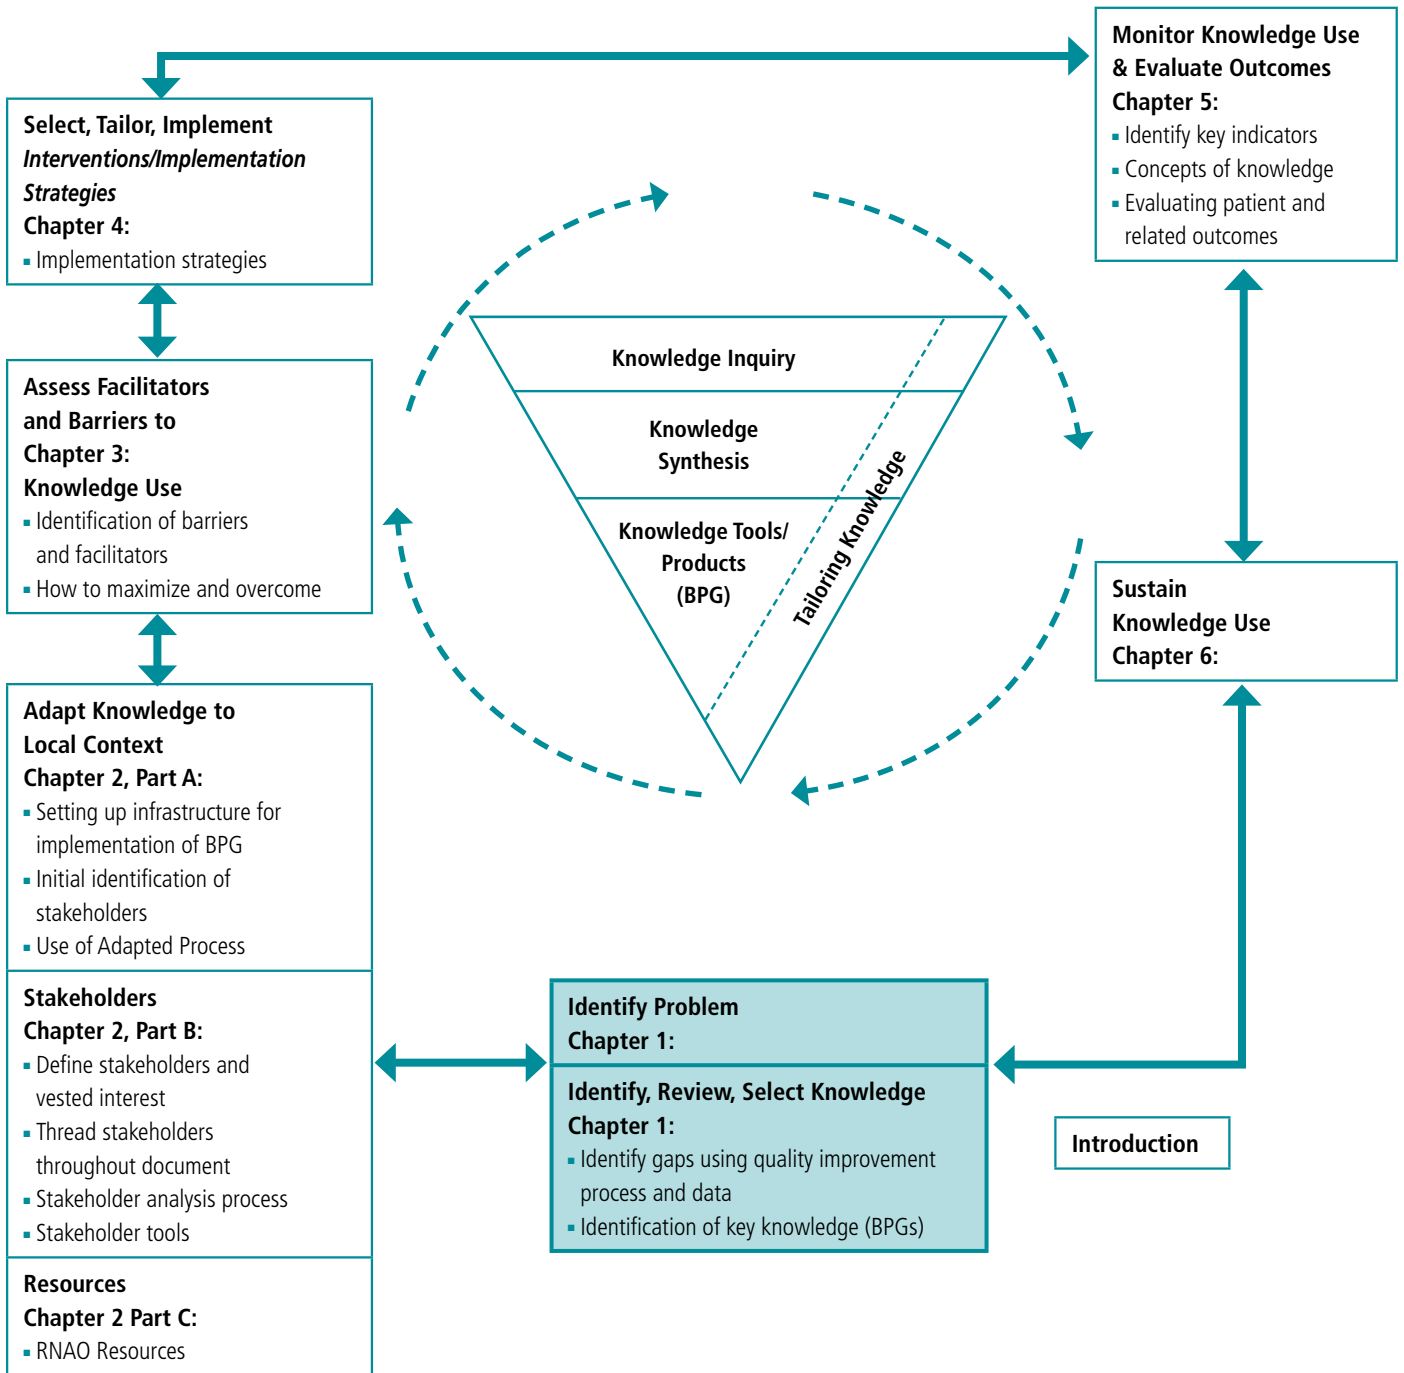 Monitor Knowledge Use
& Evaluate Outcomes
Chapter 5:
▪ Identify key indicators
▪ Concepts of knowledge
▪ Evaluating patient and
related outcomes
Select, Tailor, Implement
Interventions/Implementation
Strategies
Chapter 4:
▪ Implementation strategies
Knowledge Inquiry
Knowledge
Synthesis
Knowledge Tools/
Products
(BPG)
Tailoring Knowledge
Assess Facilitators
and Barriers to
Chapter 3:
Knowledge Use
▪ Identification of barriers
and facilitators
▪ How to maximize and overcome
Sustain
Knowledge Use
Chapter 6:
Adapt Knowledge to
Local Context
Chapter 2, Part A:
▪ Setting up infrastructure for
implementation of BPG
▪ Initial identification of
stakeholders
▪ Use of Adapted Process
Stakeholders
Chapter 2, Part B:
▪ Define stakeholders and
vested interest
▪ Thread stakeholders
throughout document
▪ Stakeholder analysis process
▪ Stakeholder tools
Resources
Chapter 2 Part C:
▪ RNAO Resources
Identify Problem
Chapter 1:
Identify, Review, Select Knowledge
Chapter 1:
▪ Identify gaps using quality improvement
process and data
▪ Identification of key knowledge (BPGs)
Introduction